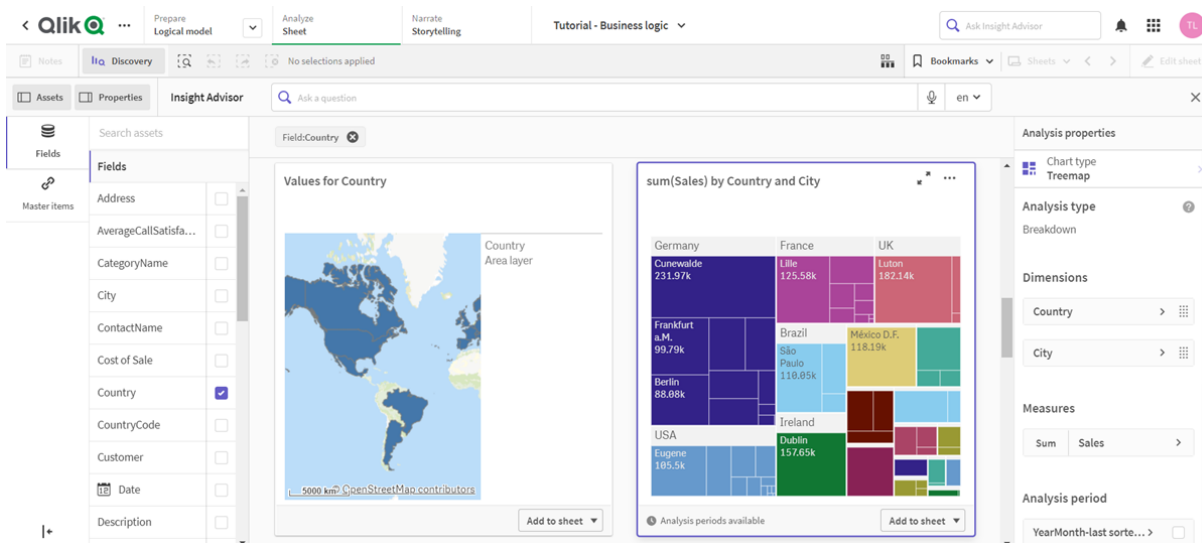 Qlik
Prepare
Logical model
Analyze
Sheet
Narrate
Storytelling
Tutorial - Business logic
Ask Insight Advisor
TL
Notes
Discovery
No selections applied
Bookmarks
Sheets
Edit sheet
Assets
Properties
Insight Advisor
Ask a question
en
Fields
Master items
Search assets
Fields
Address
AverageCallSatisfa...
CategoryName
City
ContactName
Cost of Sale
Country
CountryCode
Customer
Date
Description
Field:Country
Values for Country
Country
Area layer
5000 km
© OpenStreetMap contributors
Add to sheet
sum(Sales) by Country and City
Germany
Cunewalde
231.97k
Frankfurt
a.M.
99.79k
Berlin
88.08k
USA
Eugene
105.5k
France
Lille
125.58k
UK
Luton
182.14k
Brazil
São
Paulo
110.05k
México D.F.
118.19k
Ireland
Dublin
157.65k
Analysis periods available
Add to sheet
Analysis properties
Chart type
Treemap
Analysis type
Breakdown
Dimensions
Country
City
Measures
Sum
Sales
Analysis period
YearMonth-last sorte...